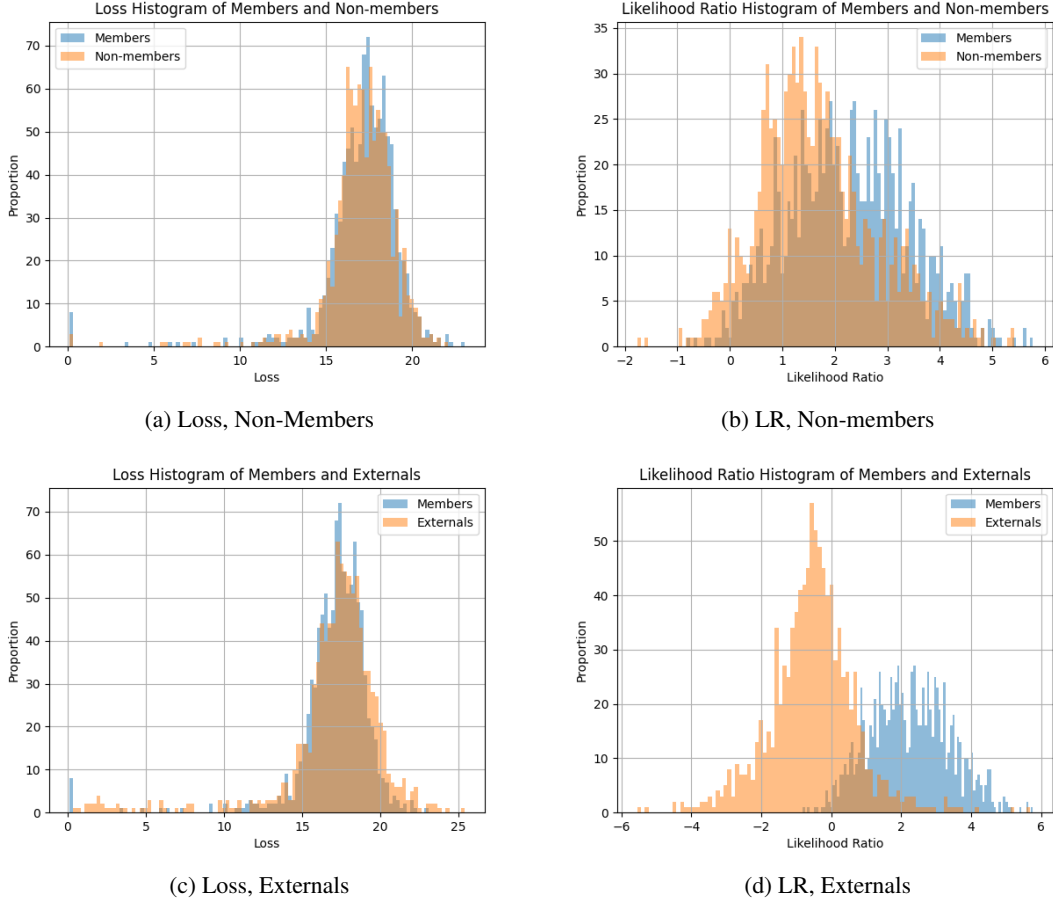 Loss Histogram of Members and Non-members
Members
Non-members
Proportion
70
60
50
40
30
20
10
0
0 5 10 15 20
Loss
(a) Loss, Non-Members
Likelihood Ratio Histogram of Members and Non-members
Members
Non-members
Proportion
35
30
25
20
15
10
5
0
−2 −1 0 1 2 3 4 5 6
Likelihood Ratio
(b) LR, Non-members
Loss Histogram of Members and Externals
Members
Externals
Proportion
70
60
50
40
30
20
10
0
0 5 10 15 20 25
Loss
(c) Loss, Externals
Likelihood Ratio Histogram of Members and Externals
Members
Externals
Proportion
50
40
30
20
10
0
−6 −4 −2 0 2 4 6
Likelihood Ratio
(d) LR, Externals